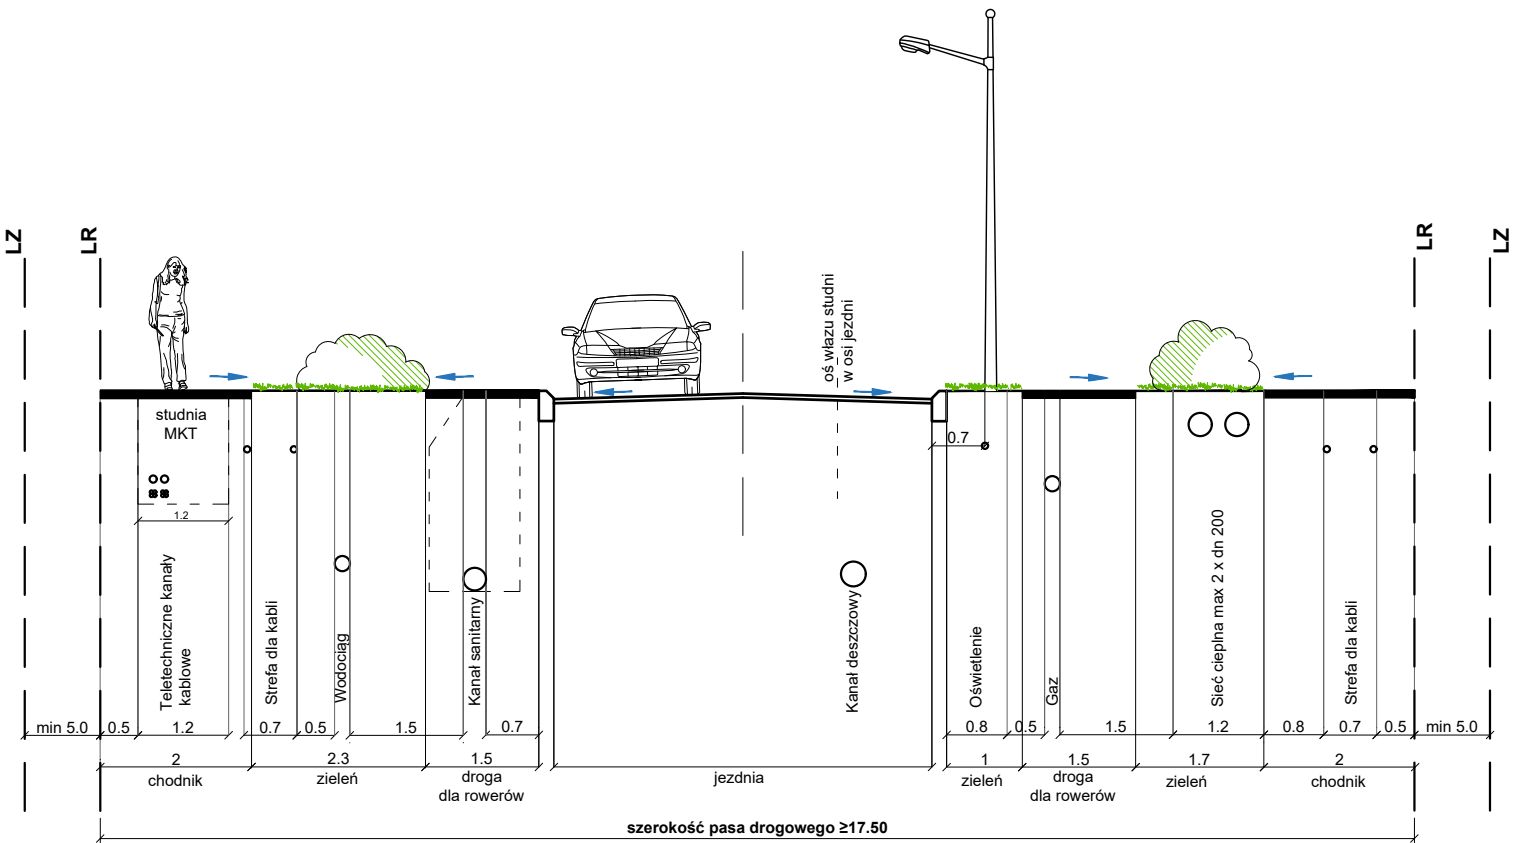 LZ
LR
LR
LZ
oś włazu studni
w osi jezdni
studnia
MKT
1.2
0.7
Teletechniczne kanały
kablowe
Strefa dla kabli
Wodociąg
Kanał sanitarny
Kanał deszczowy
Oświetlenie
Gaz
Sieć cieplna max 2 x dn 200
Strefa dla kabli
min 5.0 0.5 1.2 0.7 0.5 1.5 0.7 0.8 0.5 1.5 1.2 0.8 0.7 0.5 min 5.0
2 2.3 1.5 1 1.5 1.7 2
chodnik zieleń droga
dla rowerów jezdnia zieleń droga
dla rowerów zieleń chodnik
szerokość pasa drogowego ≥17.50